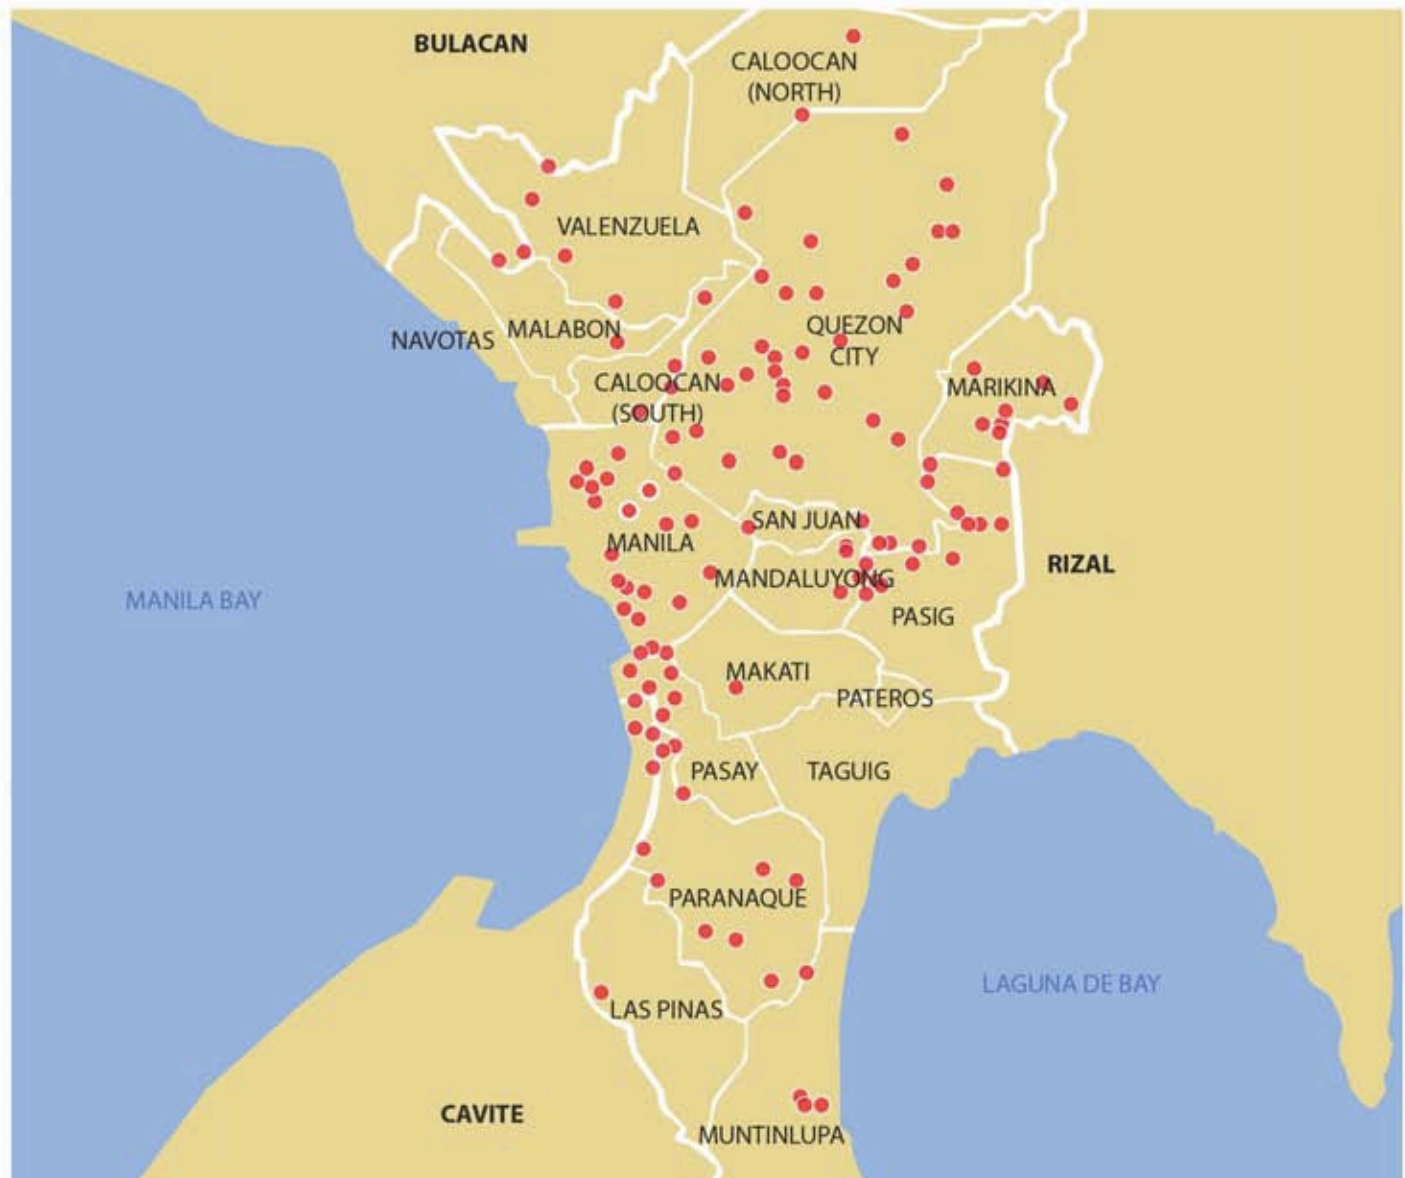 BULACAN
CALOOCAN
(NORTH)
VALENZUELA
NAVOTAS
MALABON
QUEZON
CITY
CALOOCAN
(SOUTH)
MARIKINA
SAN JUAN
MANILA
MANDALUYONG
RIZAL
MANILA BAY
PASIG
MAKATI
PATEROS
PASAY
TAGUIG
PARANAQUE
LAS PINAS
LAGUNA DE BAY
CAVITE
MUNTINLUPA